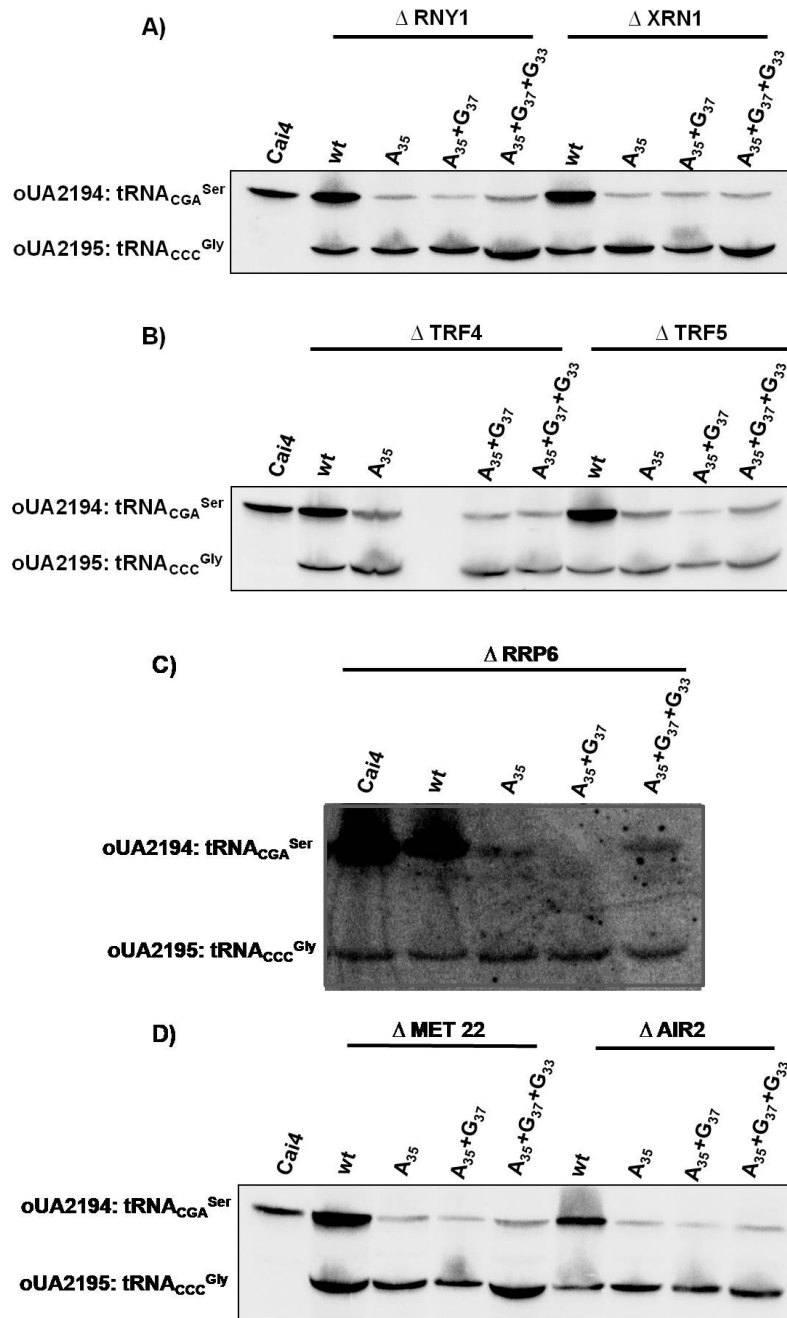 A)
Δ RNY1 Δ XRN1
Cai4 wt A35 A35+G37 A35+G37+G33 wt A35 A35+G37 A35+G37+G33
oUA2194: tRNACGASer
oUA2195: tRNACCCGly
B)
Δ TRF4 Δ TRF5
Cai4 wt A35 A35+G37 A35+G37+G33 wt A35 A35+G37 A35+G37+G33
oUA2194: tRNACGASer
oUA2195: tRNACCCGly
C)
Δ RRP6
Cai4 wt A35 A35+G37 A35+G37+G33
oUA2194: tRNACGASer
oUA2195: tRNACCCGly
D)
Δ MET 22 Δ AIR2
Cai4 wt A35 A35+G37 A35+G37+G33 wt A35 A35+G37 A35+G37+G33
oUA2194: tRNACGASer
oUA2195: tRNACCCGly